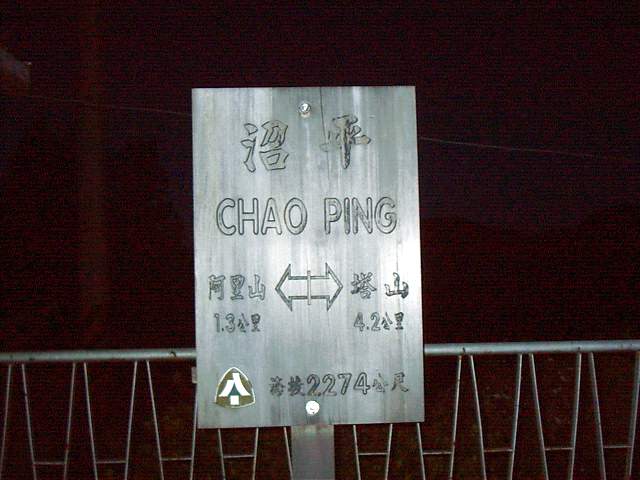 沼平
CHAO PING
阿里山 塔山
1.3公里 4.2公里
海拔2274公尺